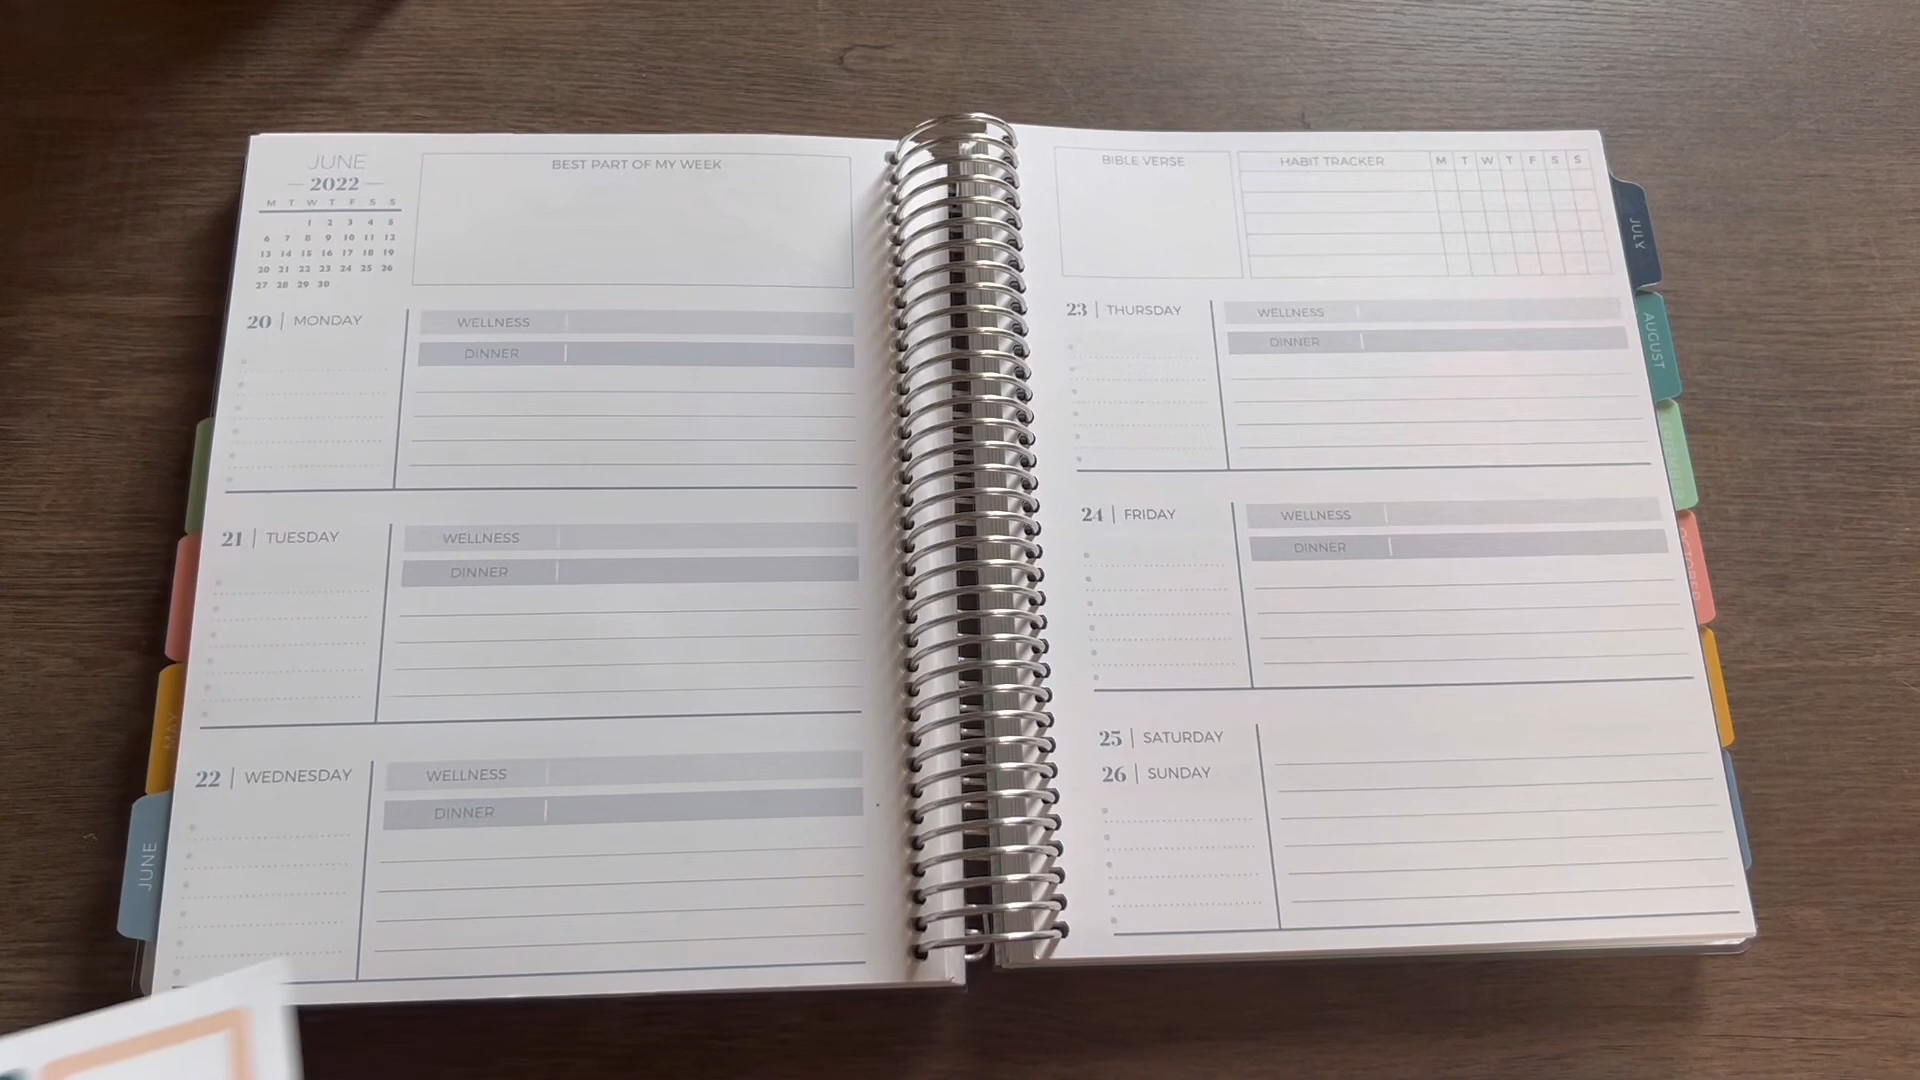 JUNE
2022
M T W T F S S
1 2 3 4 5
6 7 8 9 10 11 12
13 14 15 16 17 18 19
20 21 22 23 24 25 26
27 28 29 30
BEST PART OF MY WEEK
20 | MONDAY
WELLNESS
DINNER
21 | TUESDAY
WELLNESS
DINNER
22 | WEDNESDAY
WELLNESS
DINNER
MAY
JUNE
BIBLE VERSE
HABIT TRACKER M T W T F S S
23 | THURSDAY
WELLNESS
DINNER
24 | FRIDAY
WELLNESS
DINNER
25 | SATURDAY
26 | SUNDAY
JULY
AUGUST
OCTOBER